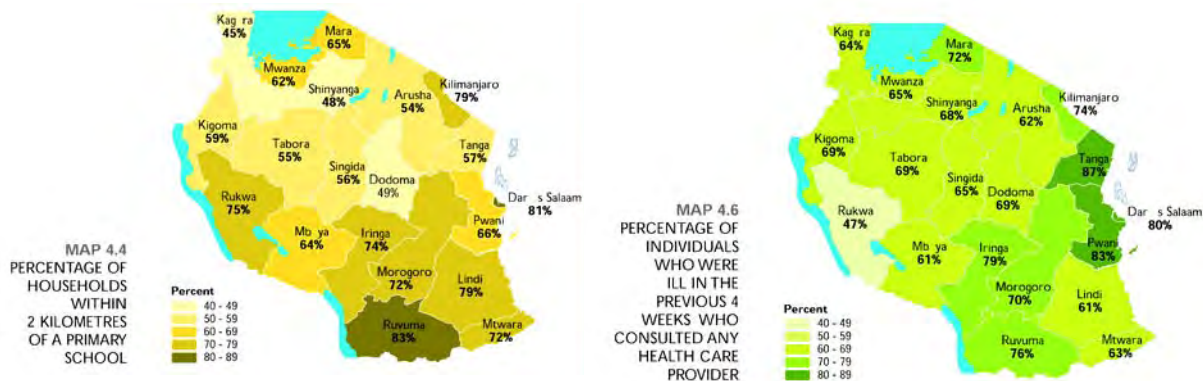 Kag ra
45%
Mara
65%
Mwanza
62%
Shinyanga
48%
Arusha
54%
Kilimanjaro
79%
Kigoma
59%
Tabora
55%
Singida
56%
Dodoma
49%
Tanga
57%
Dar s Salaam
81%
Rukwa
75%
Mb ya
64%
Iringa
74%
Pwani
66%
Morogoro
72%
Lindi
79%
Ruvuma
83%
Mtwara
72%
MAP 4.4
PERCENTAGE OF
HOUSEHOLDS
WITHIN
2 KILOMETRES
OF A PRIMARY
SCHOOL
Percent
40 - 49
50 - 59
60 - 69
70 - 79
80 - 89
Kag ra
64%
Mara
72%
Mwanza
65%
Shinyanga
68%
Arusha
62%
Kilimanjaro
74%
Kigoma
69%
Tabora
69%
Singida
65%
Dodoma
69%
Tanga
87%
Dar s Salaam
80%
Rukwa
47%
Mb ya
61%
Iringa
79%
Pwani
83%
Morogoro
70%
Lindi
61%
Ruvuma
76%
Mtwara
63%
MAP 4.6
PERCENTAGE OF
INDIVIDUALS
WHO WERE
ILL IN THE
PREVIOUS 4
WEEKS WHO
CONSULTED ANY
HEALTH CARE
PROVIDER
Percent
40 - 49
50 - 59
60 - 69
70 - 79
80 - 89